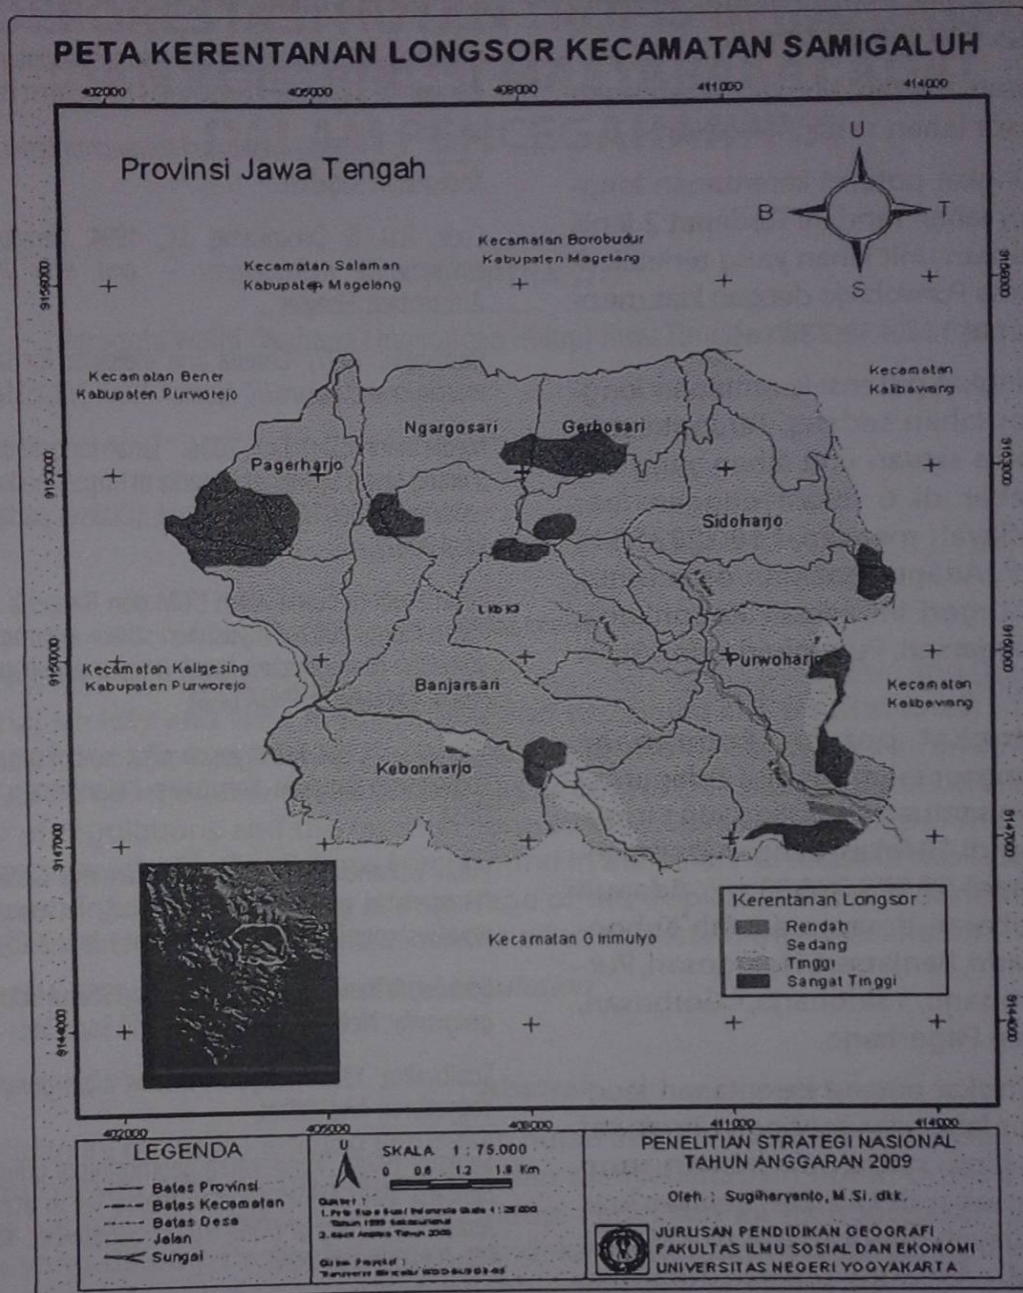 PETA KERENTANAN LONGSOR KECAMATAN SAMIGALUH
402000 405000 408000 411000 414000
Provinsi Jawa Tengah
U
B T
S
Kecamatan Salaman
Kabupaten Magelang
Kecamatan Borobudur
Kabupaten Magelang
9156000
9156000
Kecamatan Bener
Kabupaten Purworejo
Kecamatan
Kalibawang
Ngargosari
Gerbosari
Pagerharjo
9153000
9153000
Sidoharjo
9150000
9150000
Kecamatan Kaligesing
Kabupaten Purworejo
Purwoharjo
Banjarsari
Kecamatan
Kalibawang
Kebonharjo
9147000
9147000
Kecamatan Girimulyo
Kerentanan Longsor :
Rendah
Sedang
Tinggi
Sangat Tinggi
9144000
9144000
402000 405000 408000 411000 414000
LEGENDA
Batas Provinsi
Batas Kecamatan
Batas Desa
Jalan
Sungai
U
SKALA 1 : 75.000
0 0.6 1.2 1.8 Km
PENELITIAN STRATEGI NASIONAL
TAHUN ANGGARAN 2009
Oleh : Sugiharyanto, M.Si. dkk.
JURUSAN PENDIDIKAN GEOGRAFI
FAKULTAS ILMU SOSIAL DAN EKONOMI
UNIVERSITAS NEGERI YOGYAKARTA